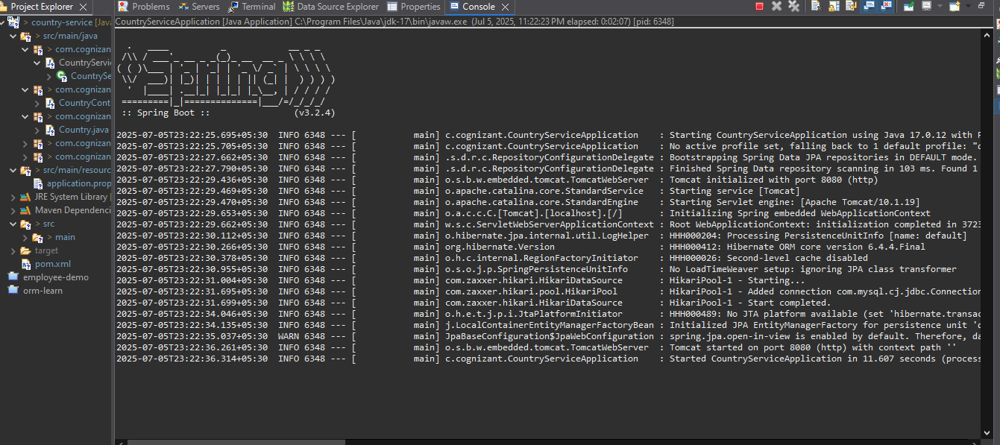 Project Explorer
Problems
Servers
Terminal
Data Source Explorer
Properties
Console
CountryServiceApplication [Java Application] C:\Program Files\Java\jdk-17\bin\javaw.exe (Jul 5, 2025, 11:22:23 PM elapsed: 0:02:07) [pid: 6348]
> country-service [Java
> src/main/java
> com.cognizan
CountryServi
CountrySe
> com.cognizan
> CountryCont
> com.cognizan
> Country.java
> com.cognizan
> com.cognizan
> src/main/resourc
application.prop
JRE System Library
Maven Dependenci
> src
> main
target
pom.xml
employee-demo
orm-learn
Spring
:: Spring Boot :: (v3.2.4)
2025-07-05T23:22:25.695+05:30 INFO 6348 --- [ main] c.cognizant.CountryServiceApplication : Starting CountryServiceApplication using Java 17.0.12 with P
2025-07-05T23:22:25.705+05:30 INFO 6348 --- [ main] c.cognizant.CountryServiceApplication : No active profile set, falling back to 1 default profile: "d
2025-07-05T23:22:27.662+05:30 INFO 6348 --- [ main] .s.d.r.c.RepositoryConfigurationDelegate : Bootstrapping Spring Data JPA repositories in DEFAULT mode.
2025-07-05T23:22:27.790+05:30 INFO 6348 --- [ main] .s.d.r.c.RepositoryConfigurationDelegate : Finished Spring Data repository scanning in 103 ms. Found 1
2025-07-05T23:22:29.436+05:30 INFO 6348 --- [ main] o.s.b.w.embedded.tomcat.TomcatWebServer : Tomcat initialized with port 8080 (http)
2025-07-05T23:22:29.469+05:30 INFO 6348 --- [ main] o.apache.catalina.core.StandardService : Starting service [Tomcat]
2025-07-05T23:22:29.470+05:30 INFO 6348 --- [ main] o.apache.catalina.core.StandardEngine : Starting Servlet engine: [Apache Tomcat/10.1.19]
2025-07-05T23:22:29.653+05:30 INFO 6348 --- [ main] o.a.c.c.C.[Tomcat].[localhost].[/] : Initializing Spring embedded WebApplicationContext
2025-07-05T23:22:29.662+05:30 INFO 6348 --- [ main] w.s.c.ServletWebServerApplicationContext : Root WebApplicationContext: initialization completed in 3723
2025-07-05T23:22:30.112+05:30 INFO 6348 --- [ main] o.hibernate.jpa.internal.util.LogHelper : HHH000204: Processing PersistenceUnitInfo [name: default]
2025-07-05T23:22:30.266+05:30 INFO 6348 --- [ main] org.hibernate.Version : HHH000412: Hibernate ORM core version 6.4.4.Final
2025-07-05T23:22:30.378+05:30 INFO 6348 --- [ main] o.h.c.internal.RegionFactoryInitiator : HHH000026: Second-level cache disabled
2025-07-05T23:22:30.955+05:30 INFO 6348 --- [ main] o.s.o.j.p.SpringPersistenceUnitInfo : No LoadTimeWeaver setup: ignoring JPA class transformer
2025-07-05T23:22:31.004+05:30 INFO 6348 --- [ main] com.zaxxer.hikari.HikariDataSource : HikariPool-1 - Starting...
2025-07-05T23:22:31.695+05:30 INFO 6348 --- [ main] com.zaxxer.hikari.pool.HikariPool : HikariPool-1 - Added connection com.mysql.cj.jdbc.Connection
2025-07-05T23:22:31.699+05:30 INFO 6348 --- [ main] com.zaxxer.hikari.HikariDataSource : HikariPool-1 - Start completed.
2025-07-05T23:22:34.046+05:30 INFO 6348 --- [ main] o.h.e.t.j.p.i.JtaPlatformInitiator : HHH000489: No JTA platform available (set 'hibernate.transac
2025-07-05T23:22:34.135+05:30 INFO 6348 --- [ main] j.LocalContainerEntityManagerFactoryBean : Initialized JPA EntityManagerFactory for persistence unit 'd
2025-07-05T23:22:35.037+05:30 WARN 6348 --- [ main] JpaBaseConfiguration$JpaWebConfiguration : spring.jpa.open-in-view is enabled by default. Therefore, da
2025-07-05T23:22:36.261+05:30 INFO 6348 --- [ main] o.s.b.w.embedded.tomcat.TomcatWebServer : Tomcat started on port 8080 (http) with context path ''
2025-07-05T23:22:36.314+05:30 INFO 6348 --- [ main] c.cognizant.CountryServiceApplication : Started CountryServiceApplication in 11.607 seconds (process